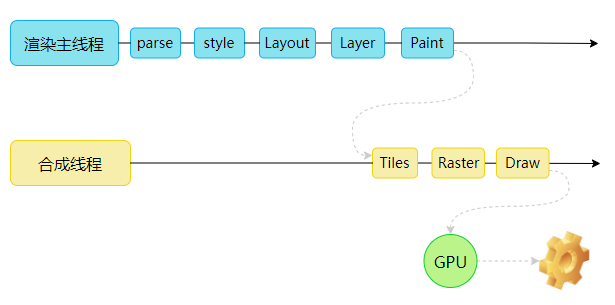 渲染主线程
parse
style
Layout
Layer
Paint
合成线程
Tiles
Raster
Draw
GPU